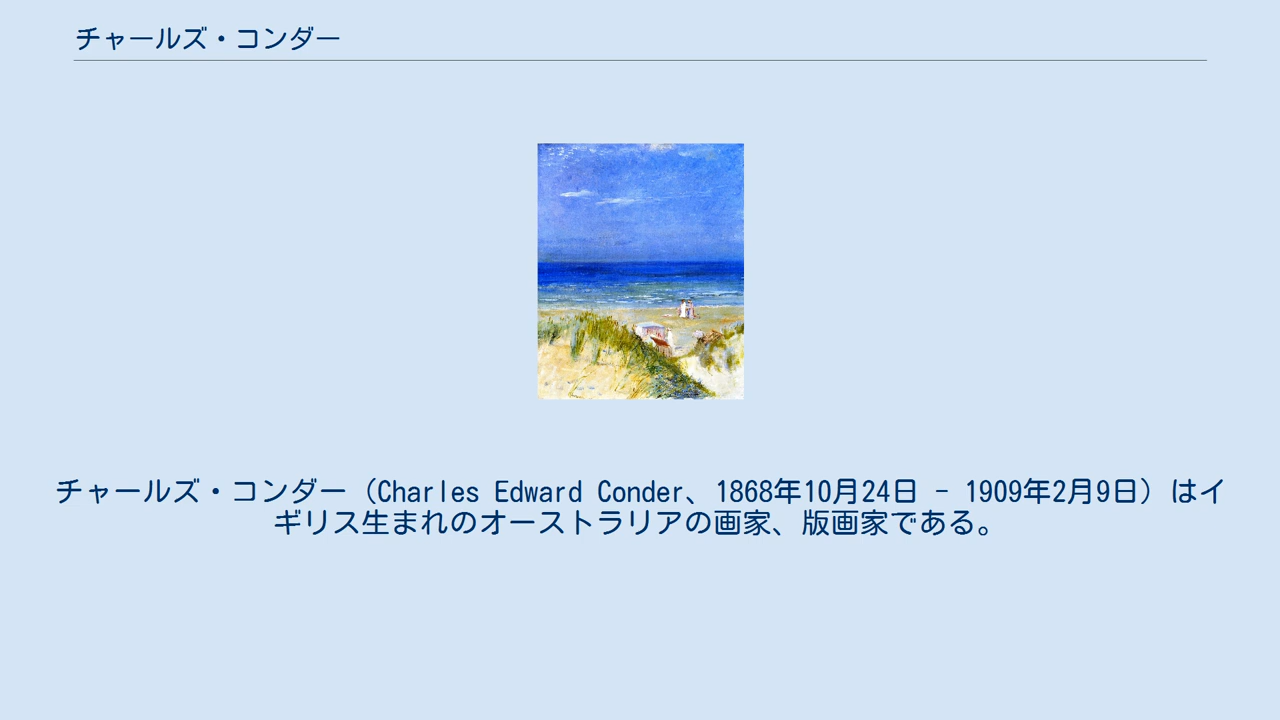 チャールズ・コンダー
チャールズ・コンダー（Charles Edward Conder、1868年10月24日 - 1909年2月9日）はイ
ギリス生まれのオーストラリアの画家、版画家である。